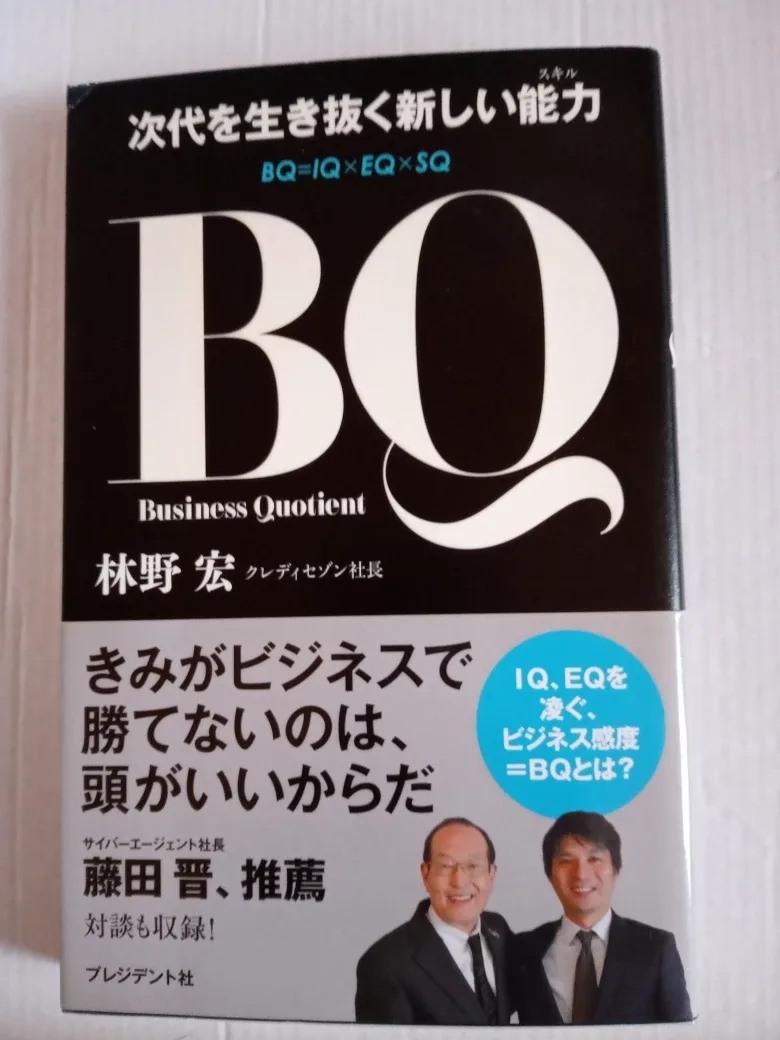 スキル
次代を生き抜く新しい能力
BQ=IQ×EQ×SQ
BQ
Business Quotient
林野 宏 クレディセゾン社長
きみがビジネスで
勝てないのは、
頭がいいからだ
IQ、EQを
凌ぐ、
ビジネス感度
=BQとは?
サイバーエージェント社長
藤田 晋、推薦
対談も収録!
プレジデント社